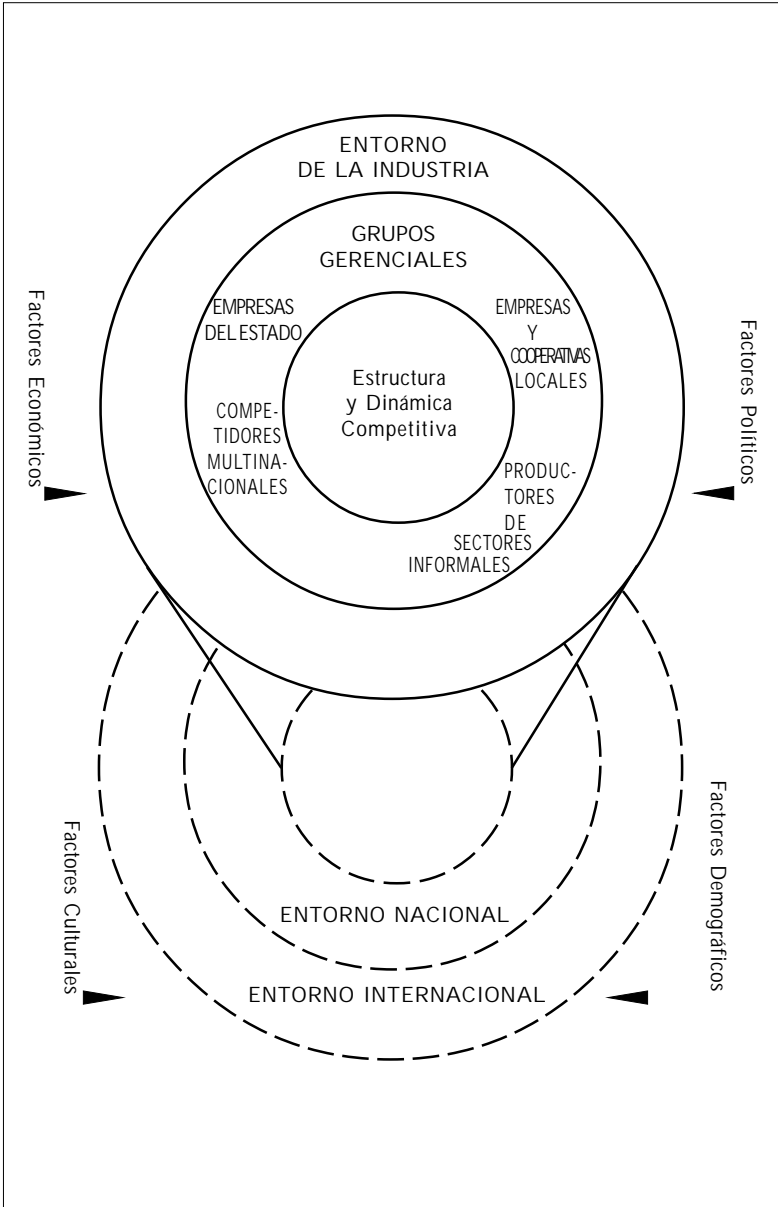 ENTORNO
DE LA INDUSTRIA
GRUPOS
GERENCIALES
EMPRESAS
DEL ESTADO
EMPRESAS
Y
COOPERATIVAS
LOCALES
Estructura
y Dinámica
Competitiva
COMPE-
TIDORES
MULTINA-
CIONALES
PRODUC-
TORES
DE
SECTORES
INFORMALES
Factores Económicos
Factores Políticos
ENTORNO NACIONAL
ENTORNO INTERNACIONAL
Factores Culturales
Factores Demográficos